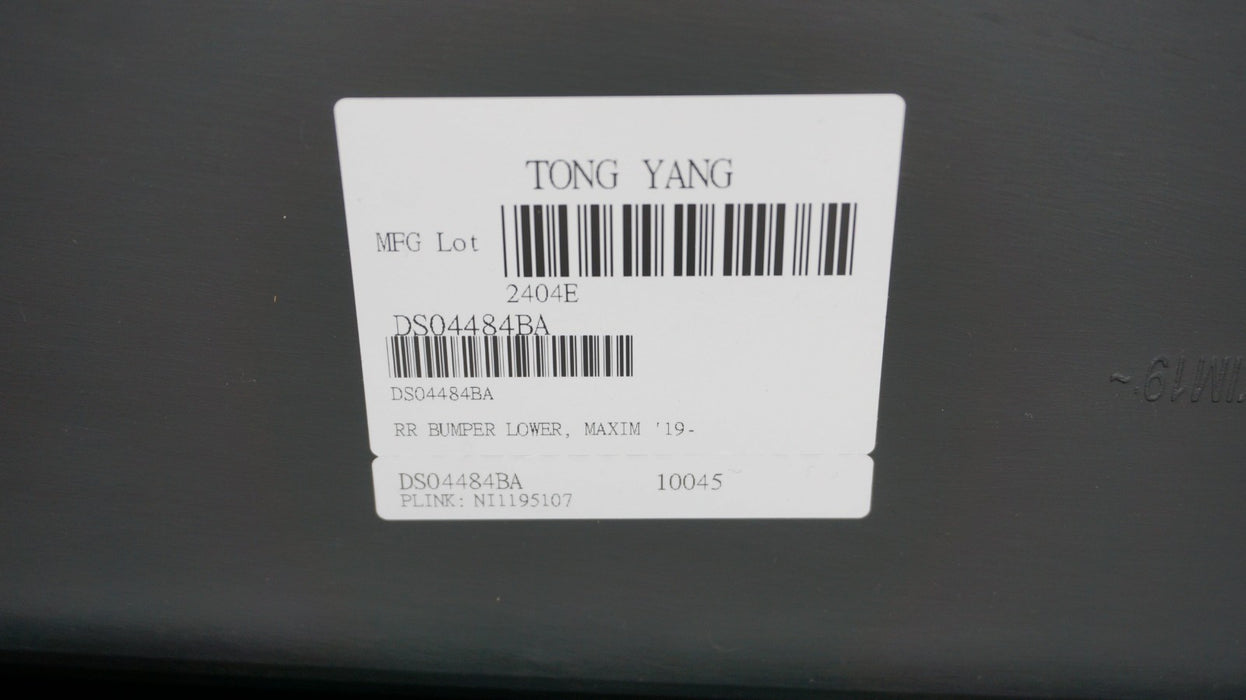 TONG YANG
MFG Lot
2404E
DS04484BA
DS04484BA
RR BUMPER LOWER, MAXIM '19-
DS04484BA 10045
PLINK: NI1195107